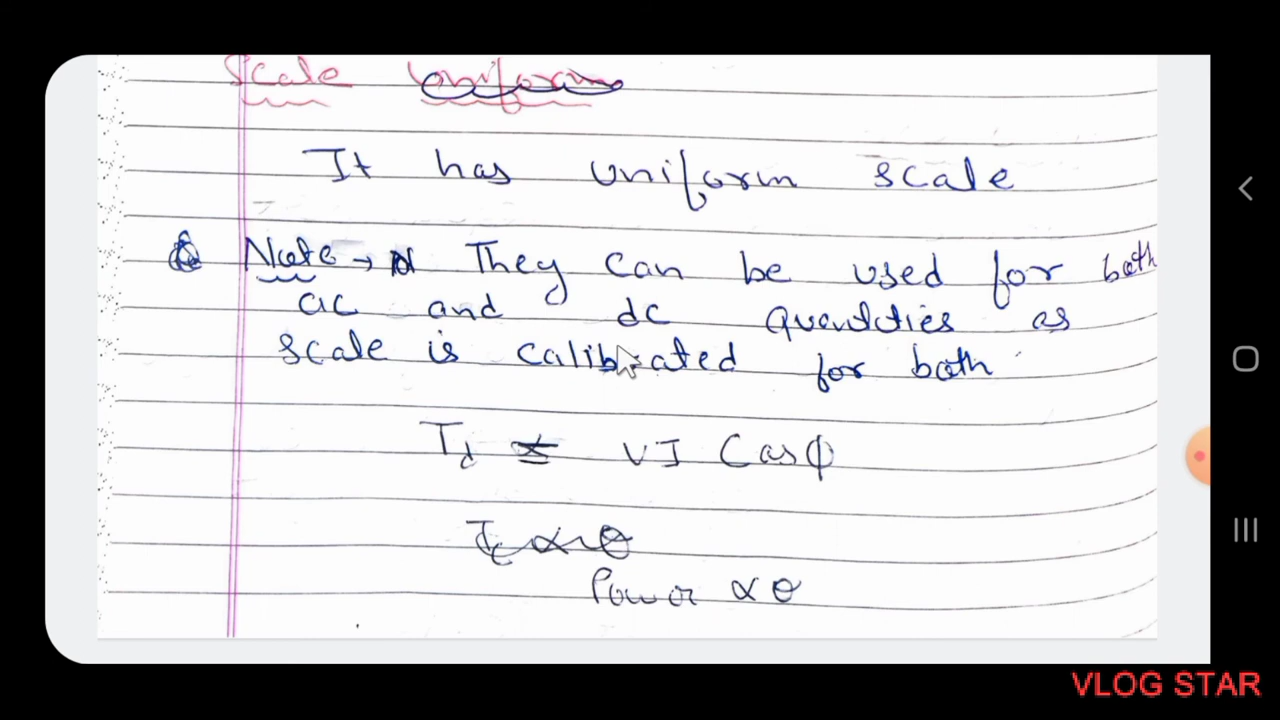 Scale Uniform
It has uniform scale
Note → They can be used for both
ac and dc quantities as
scale is calibrated for both
Td = VI Cosϕ
Tc ∝ θ
Power ∝ θ
VLOG STAR